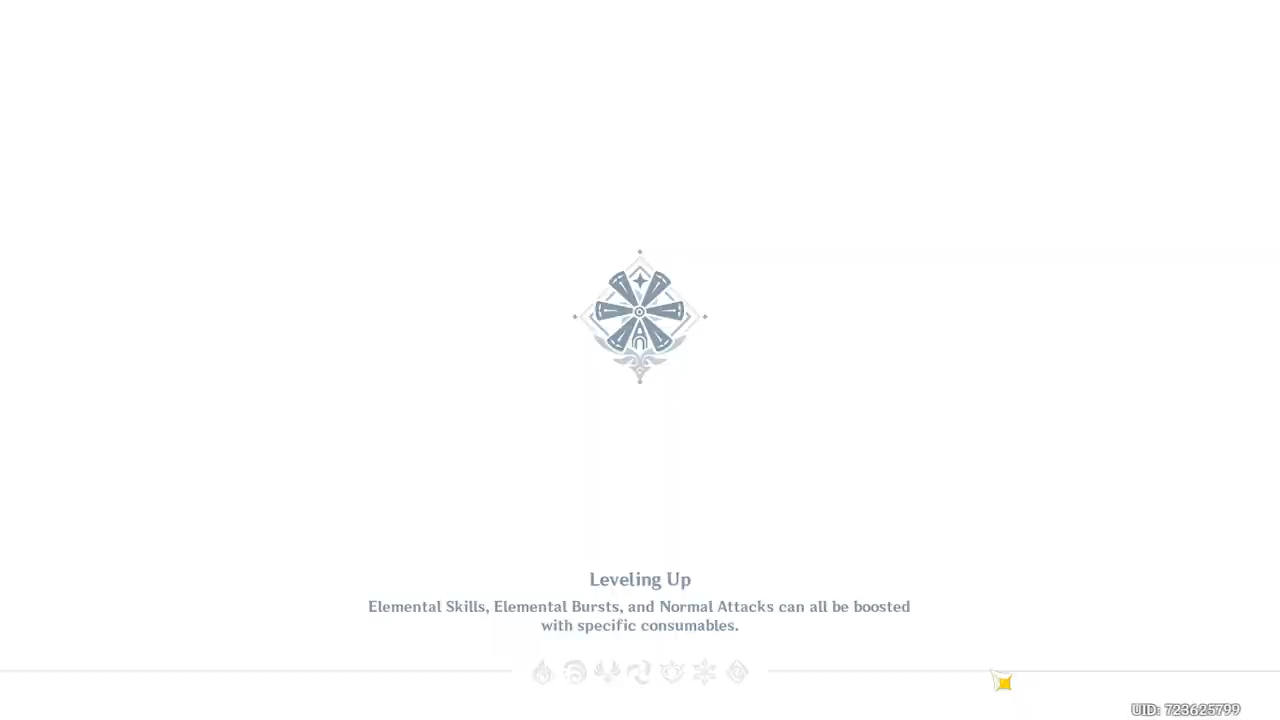 Leveling Up
Elemental Skills, Elemental Bursts, and Normal Attacks can all be boosted
with specific consumables.
UID: 723625799